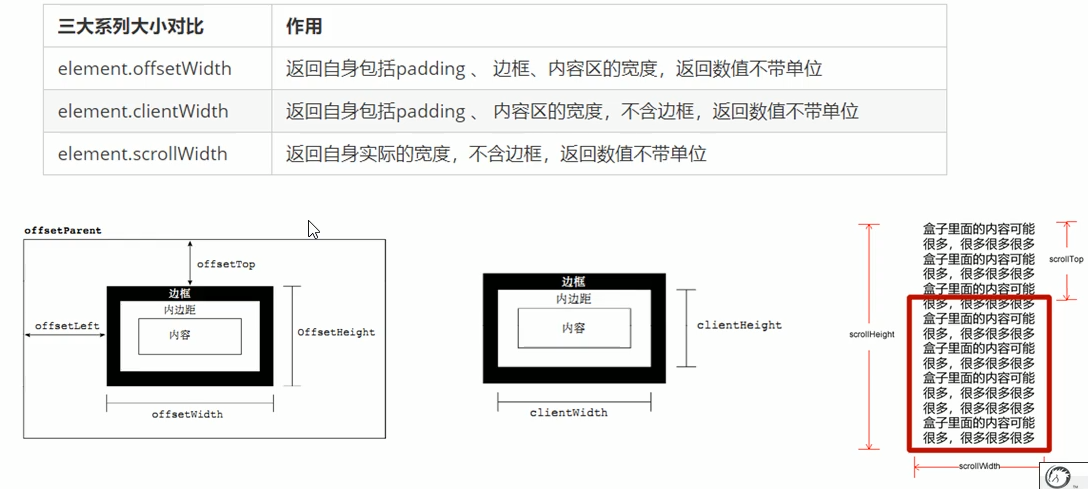 三大系列大小对比 作用
element.offsetWidth 返回自身包括padding 、 边框、内容区的宽度，返回数值不带单位
element.clientWidth 返回自身包括padding 、 内容区的宽度，不含边框，返回数值不带单位
element.scrollWidth 返回自身实际的宽度，不含边框，返回数值不带单位
offsetParent
offsetTop
边框
内边距
内容
offsetLeft
OffsetHeight
offsetWidth
边框
内边距
内容
clientHeight
clientWidth
盒子里面的内容可能
很多，很多很多很多
盒子里面的内容可能
很多，很多很多很多
盒子里面的内容可能
很多，很多很多很多
盒子里面的内容可能
很多，很多很多很多
盒子里面的内容可能
很多，很多很多很多
盒子里面的内容可能
很多，很多很多很多
很多，很多很多很多
盒子里面的内容可能
很多，很多很多很多
scrollTop
scrollHeight
scrollWidth